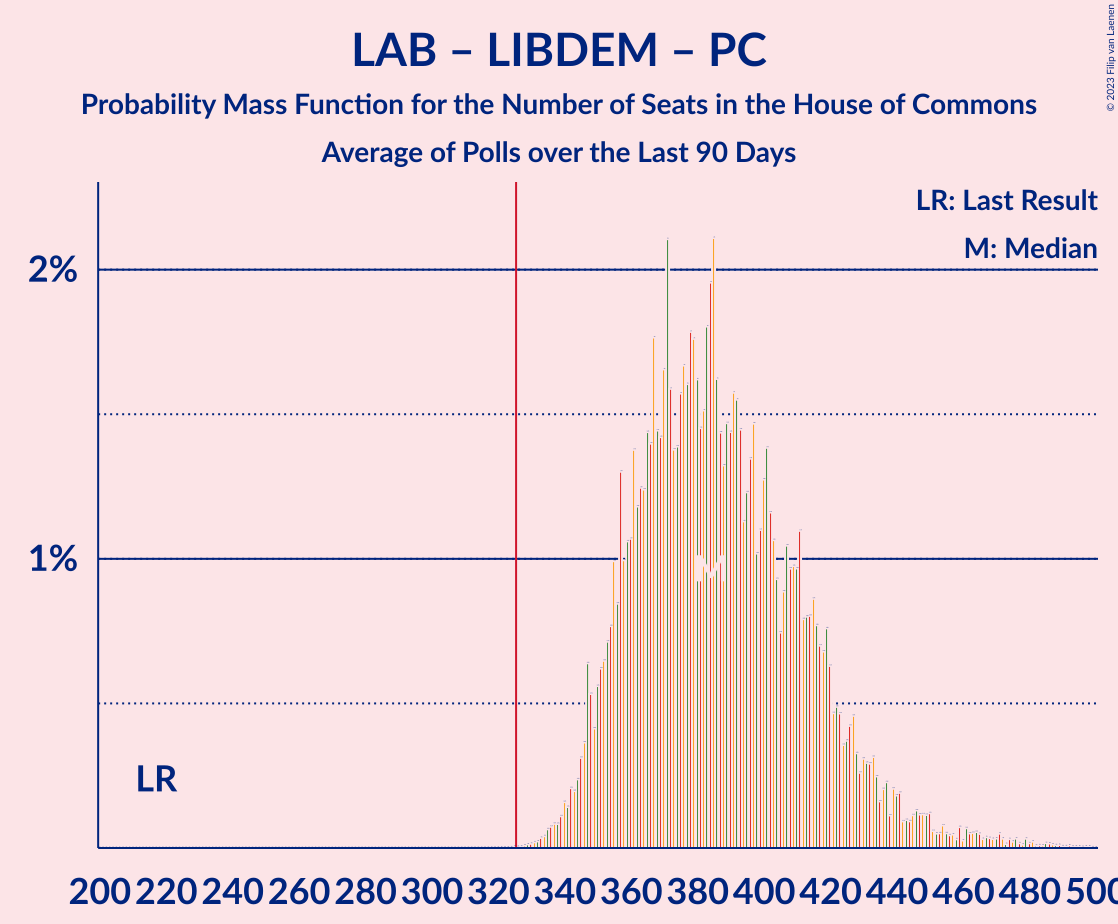 LAB – LIBDEM – PC
Probability Mass Function for the Number of Seats in the House of Commons
Average of Polls over the Last 90 Days
© 2023 Filip van Laenen
LR: Last Result
M: Median
2%
1%
M
LR
200 220 240 260 280 300 320 340 360 380 400 420 440 460 480 500